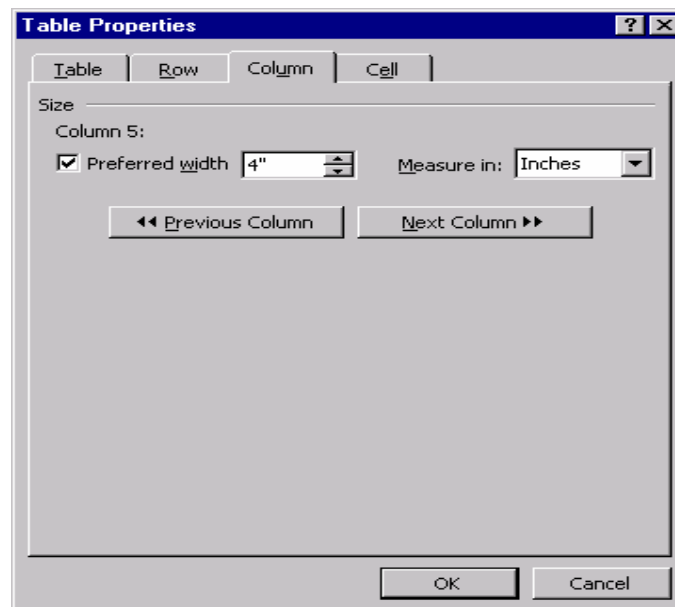 Table Properties
Table Row Column Cell
Size
Column 5:
Preferred width 4" Measure in: Inches
Previous Column Next Column
OK Cancel